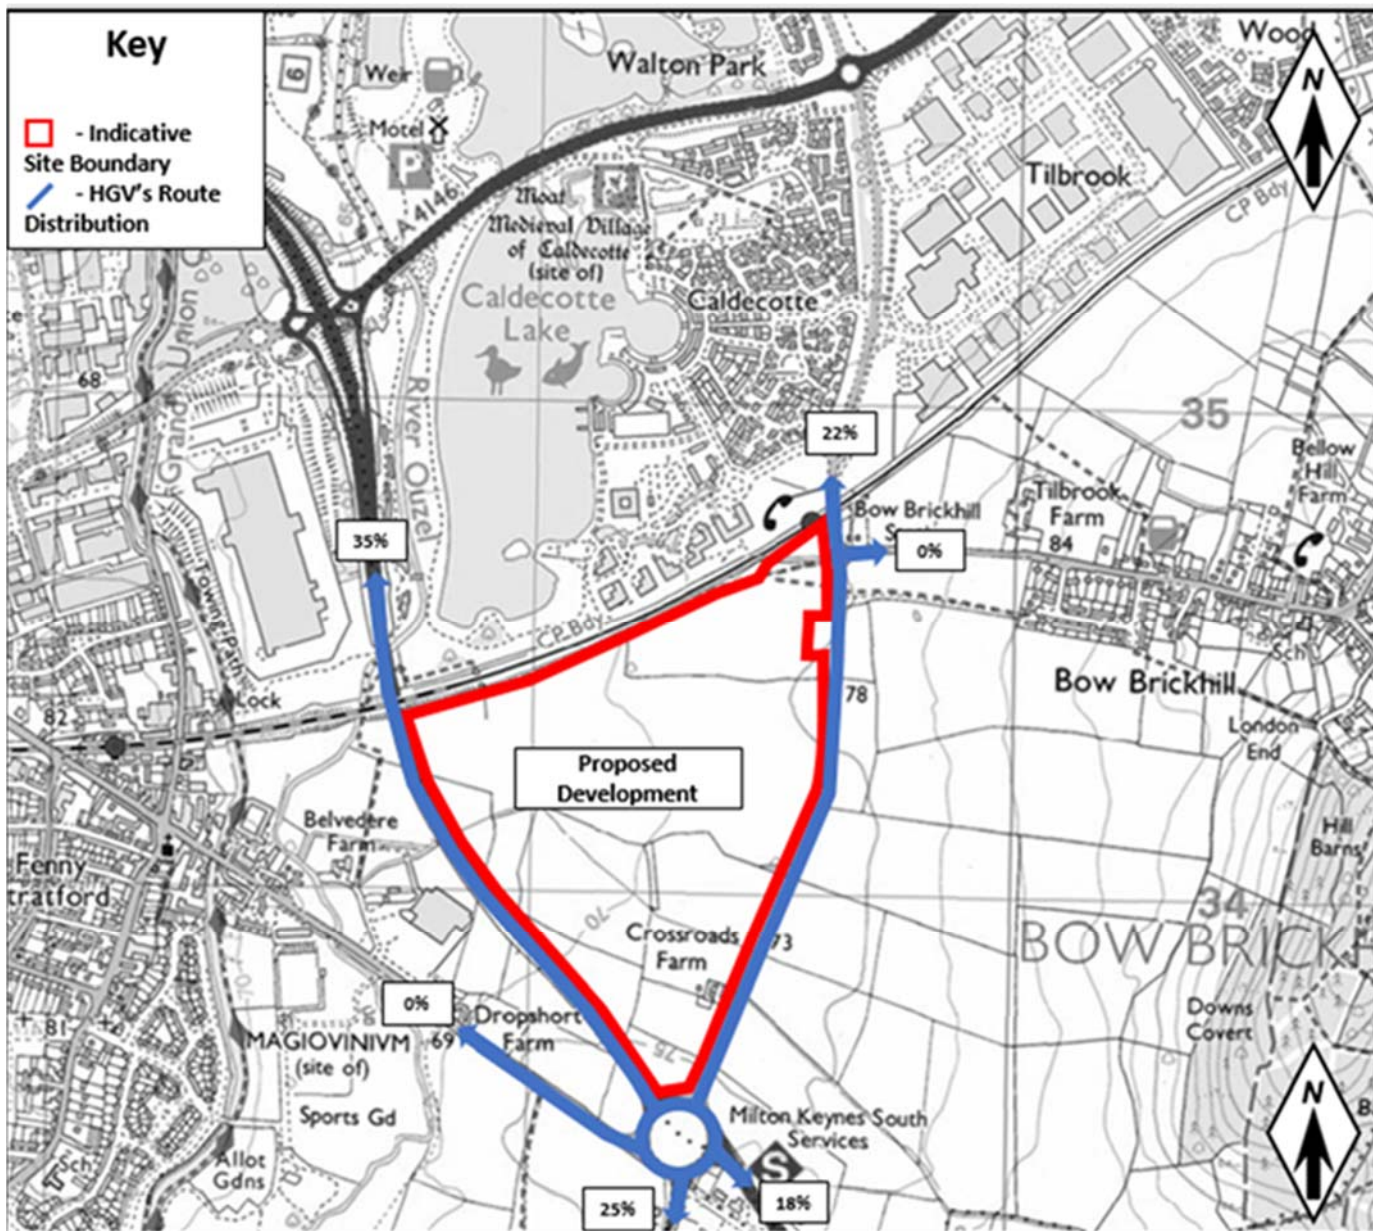 Key
- Indicative
Site Boundary
- HGV's Route
Distribution
N
Wood
Walton Park
Weir
Motel
P
A 4146
Tilbrook
CP Bdy
Moat
Medieval Village
of Caldecotte
(site of)
Caldecotte
Lake
Caldecotte
68
Grand Union
River Ouzel
35
22%
Bellow
Hill
Farm
Tilbrook
Farm
84
Bow Brickhill
35%
0%
Towing Path
CP Bdy
Sch
Bow Brickhill
78
Lock
82
London
End
Proposed
Development
Belvedere
Farm
Hill
Barns
Fenny
tratford
34
70
Crossroads
Farm
73
BOW BRICK
0%
Dropshort
Farm
69
Downs
Covert
81
MAGIOVINIVM
(site of)
75
Sports Gd
Milton Keynes South
Services
N
Sch
Allot
Gdns
S
25%
18%